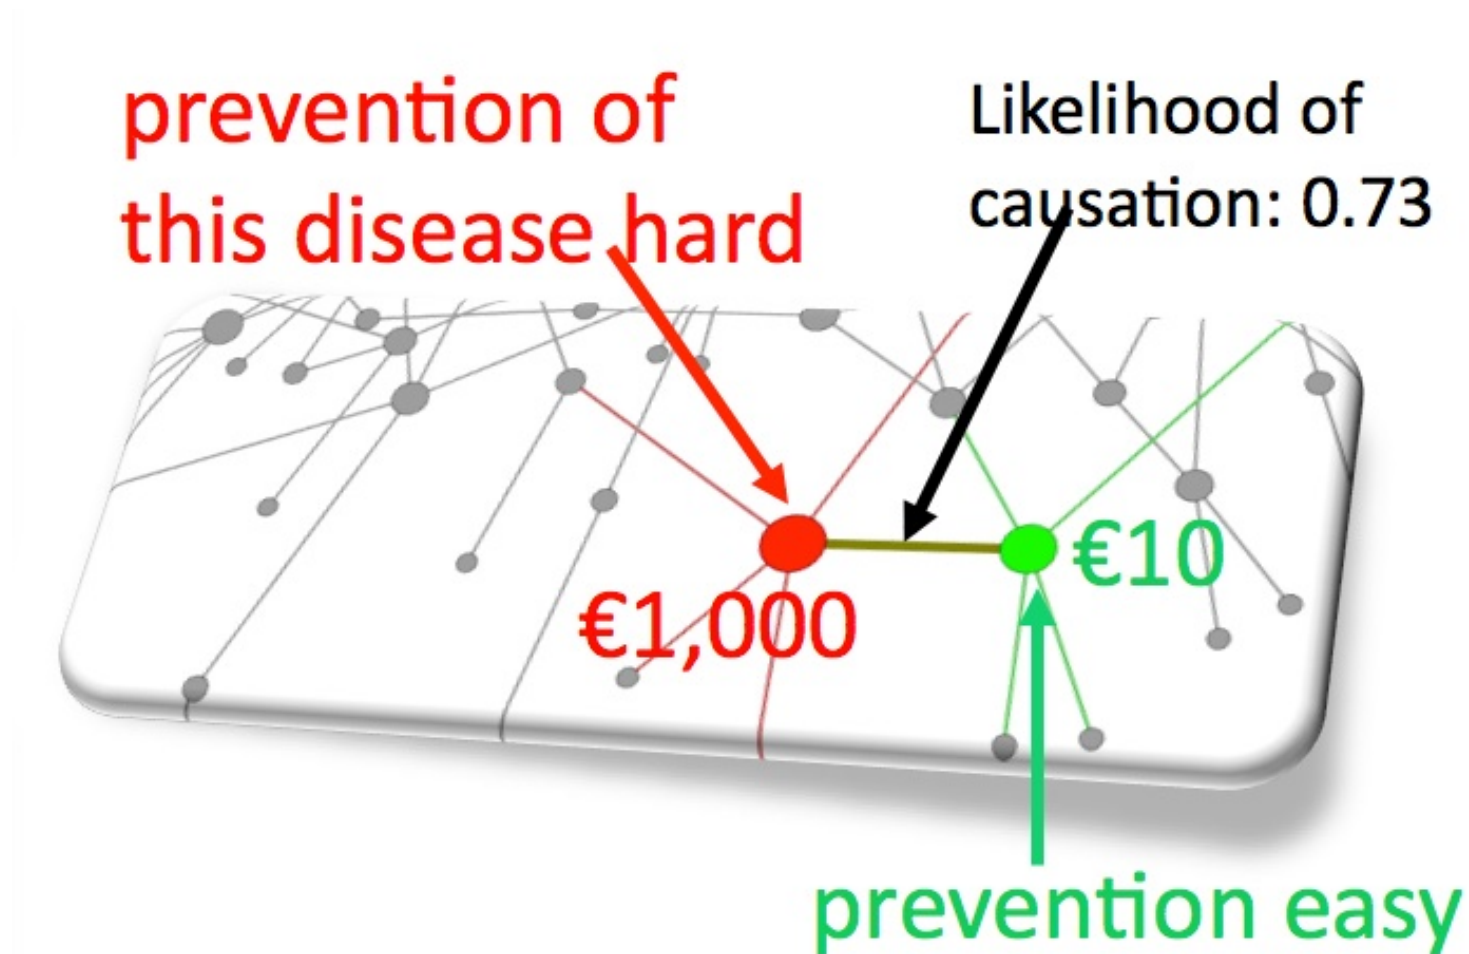 prevention of
this disease hard
Likelihood of
causation: 0.73
€10
€1,000
prevention easy